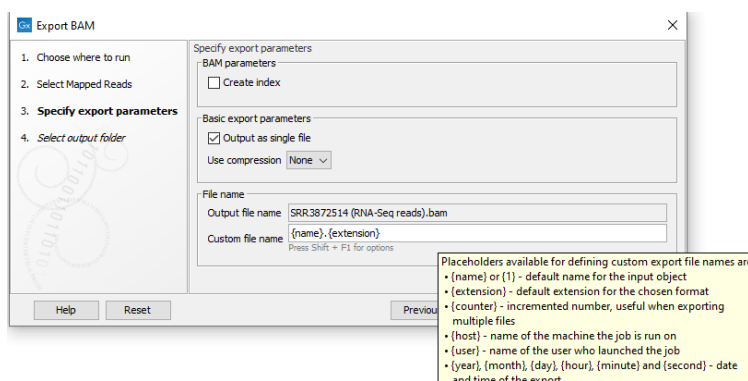 Gx Export BAM
1. Choose where to run
2. Select Mapped Reads
3. Specify export parameters
4. Select output folder
Specify export parameters
BAM parameters
Create index
Basic export parameters
Output as single file
Use compression None
File name
Output file name SRR3872514 (RNA-Seq reads).bam
Custom file name {name}.{extension}
Press Shift + F1 for options
Help Reset Previou
Placeholders available for defining custom export file names are
• {name} or {1} - default name for the input object
• {extension} - default extension for the chosen format
• {counter} - incremented number, useful when exporting
multiple files
• {host} - name of the machine the job is run on
• {user} - name of the user who launched the job
• {year}, {month}, {day}, {hour}, {minute} and {second} - date
and time of the export